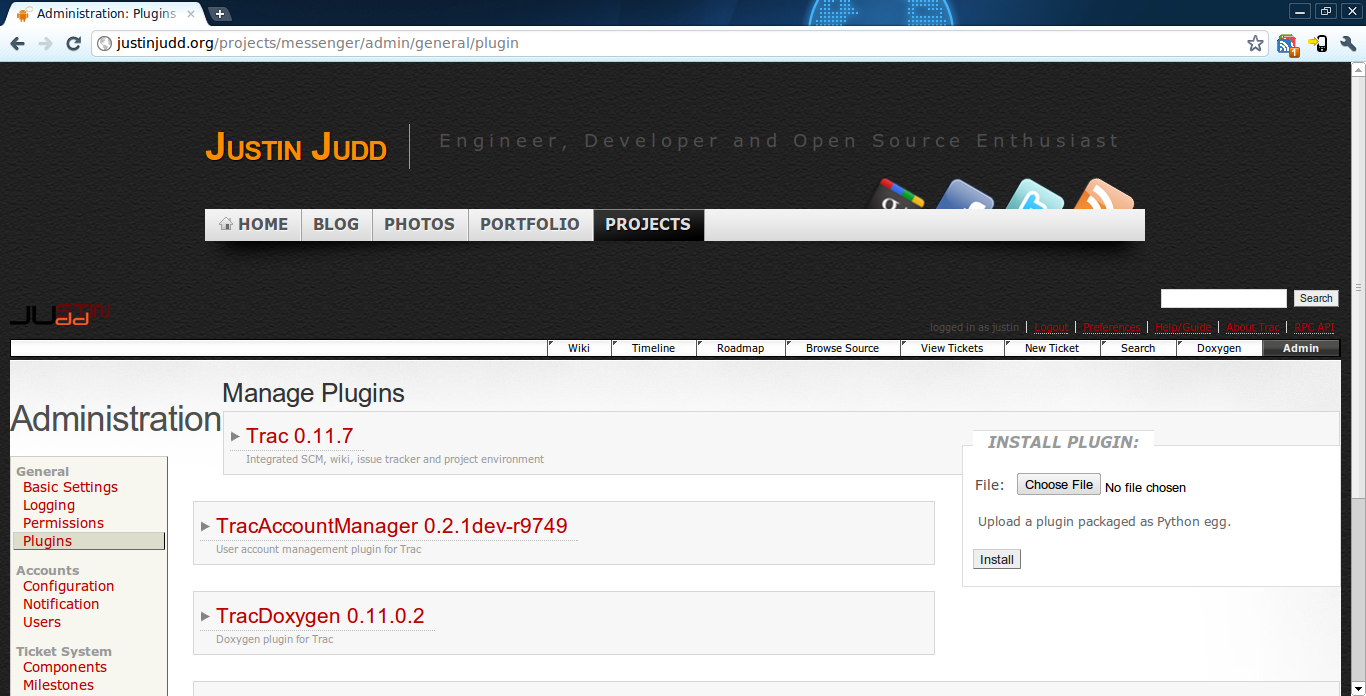 Administration: Plugins
justinjudd.org/projects/messenger/admin/general/plugin
1
JUSTIN JUDD
Engineer, Developer and Open Source Enthusiast
HOME BLOG PHOTOS PORTFOLIO PROJECTS
JUSTIN
JUdd
Search
logged in as justin Logout Preferences Help/Guide About Trac RPC API
Wiki Timeline Roadmap Browse Source View Tickets New Ticket Search Doxygen Admin
Administration
General
Basic Settings
Logging
Permissions
Plugins
Accounts
Configuration
Notification
Users
Ticket System
Components
Milestones
Manage Plugins
Trac 0.11.7
Integrated SCM, wiki, issue tracker and project environment
TracAccountManager 0.2.1dev-r9749
User account management plugin for Trac
TracDoxygen 0.11.0.2
Doxygen plugin for Trac
INSTALL PLUGIN:
File: Choose File No file chosen
Upload a plugin packaged as Python egg.
Install